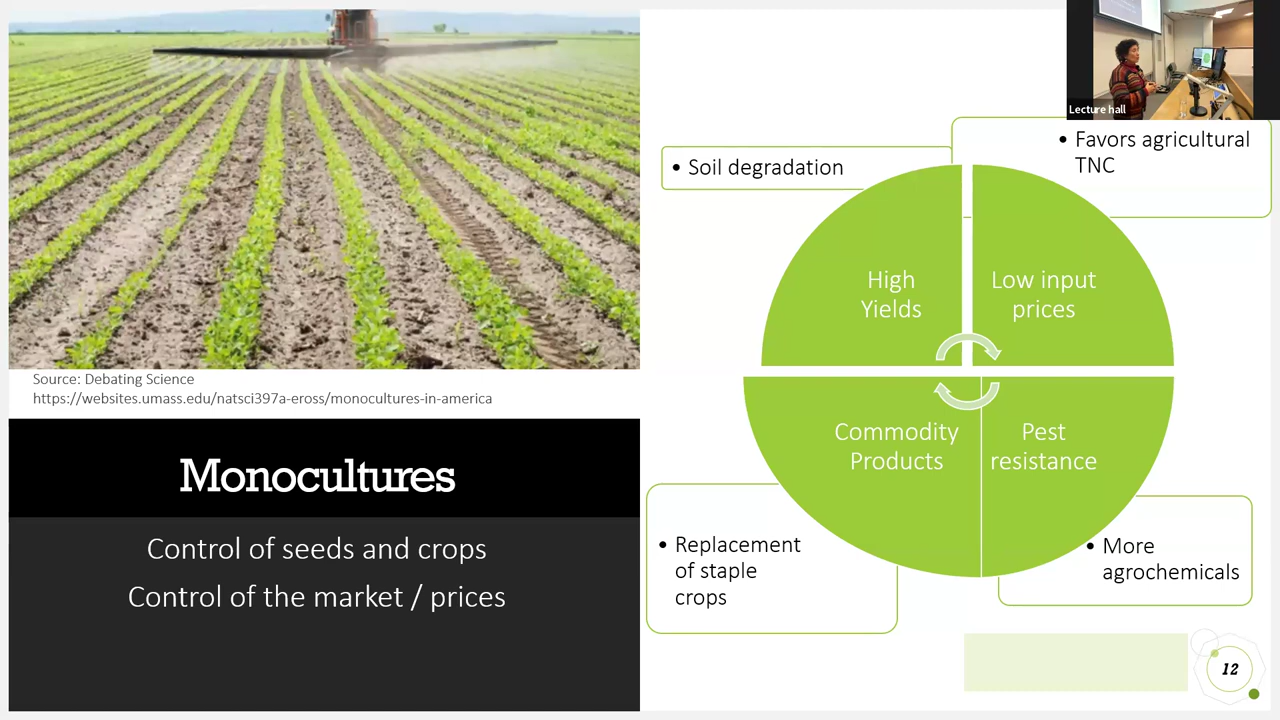 Lecture hall
Source: Debating Science
https://websites.umass.edu/natsci397a-eross/monocultures-in-america
Monocultures
Control of seeds and crops
Control of the market / prices
• Soil degradation
• Favors agricultural
TNC
High
Yields
Low input
prices
Commodity
Products
Pest
resistance
• Replacement
of staple
crops
• More
agrochemicals
12